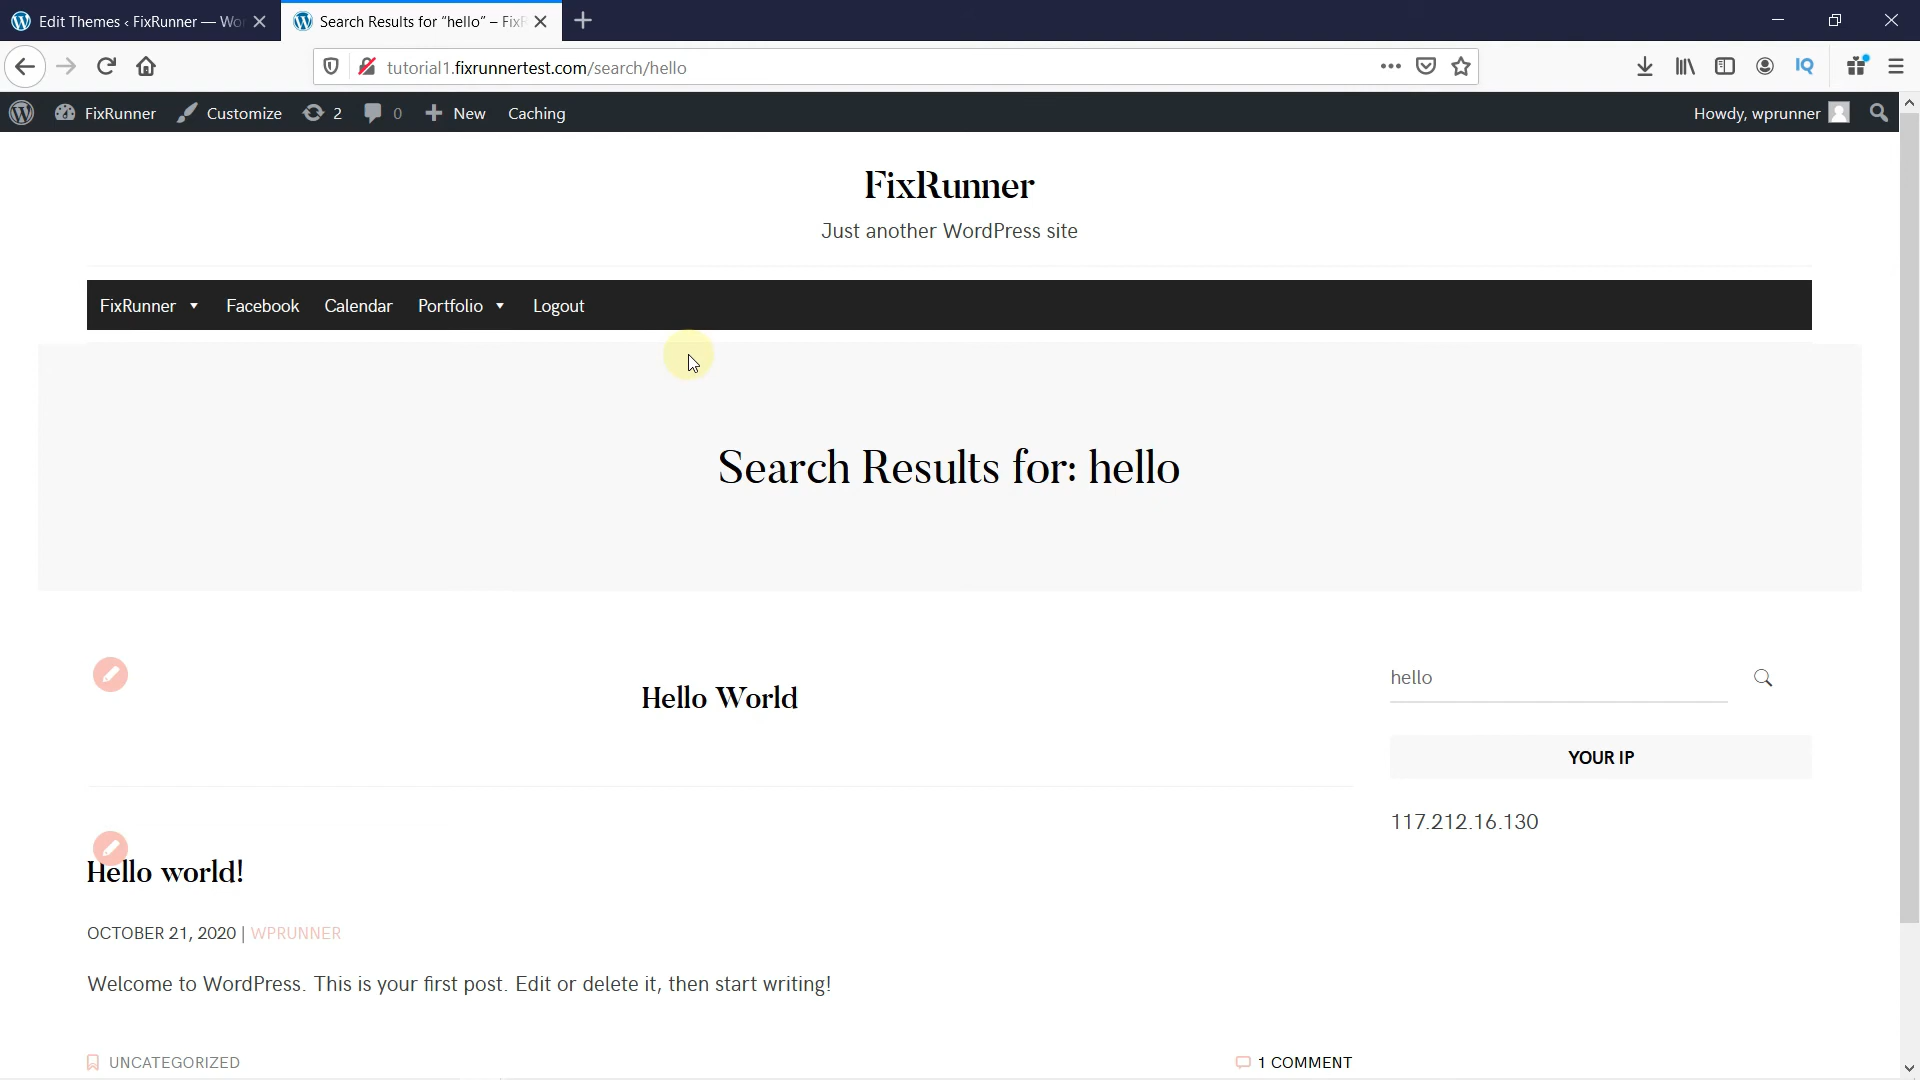 Edit Themes ‹ FixRunner — Wo
Search Results for “hello” – Fix
tutorial1.fixrunnertest.com/search/hello
IQ
FixRunner
Customize
2
0
New
Caching
Howdy, wprunner
FixRunner
Just another WordPress site
FixRunner
Facebook
Calendar
Portfolio
Logout
Search Results for: hello
Hello World
hello
YOUR IP
117.212.16.130
Hello world!
OCTOBER 21, 2020 | WPRUNNER
Welcome to WordPress. This is your first post. Edit or delete it, then start writing!
UNCATEGORIZED
1 COMMENT